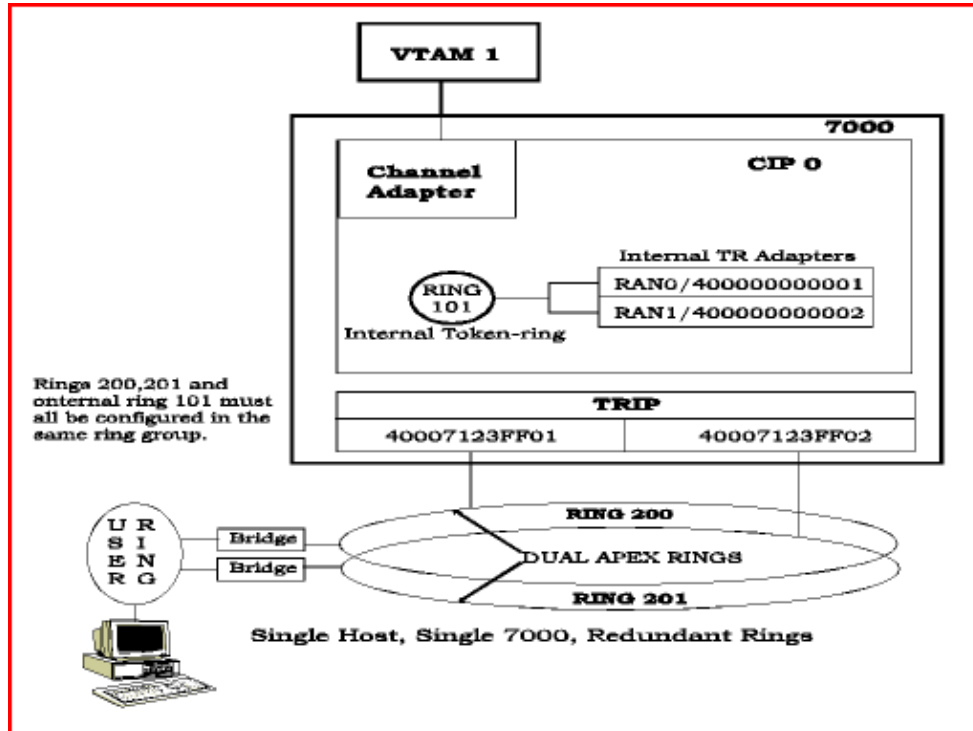 VTAM 1
7000
CIP 0
Channel
Adapter
Internal TR Adapters
RAN0/400000000001
RAN1/400000000002
RING
101
Internal Token-ring
Rings 200,201 and
onternal ring 101 must
all be configured in the
same ring group.
TRIP
40007123FF01
40007123FF02
USER
RING
Bridge
Bridge
RING 200
DUAL APEX RINGS
RING 201
Single Host, Single 7000, Redundant Rings